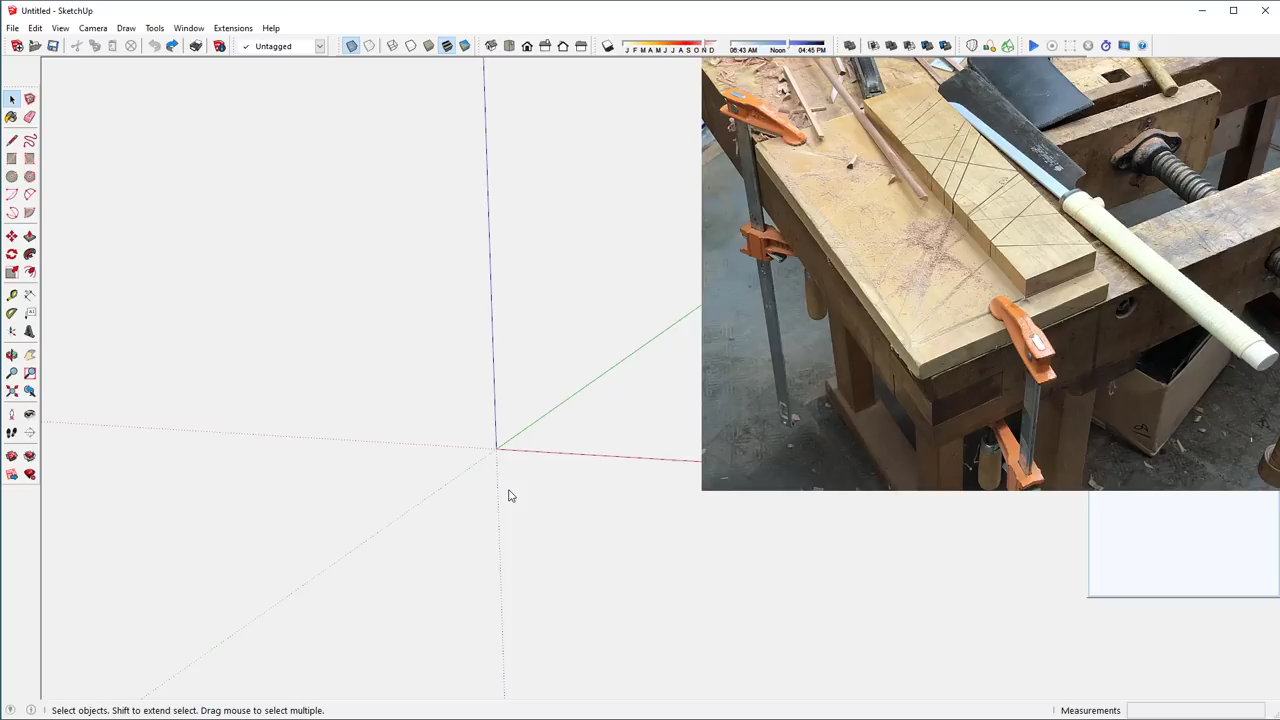 Untitled - SketchUp
File Edit View Camera Draw Tools Window Extensions Help
Untagged
J F M A M J J A S O N D
06:43 AM Noon 04:45 PM
Select objects. Shift to extend select. Drag mouse to select multiple.
Measurements